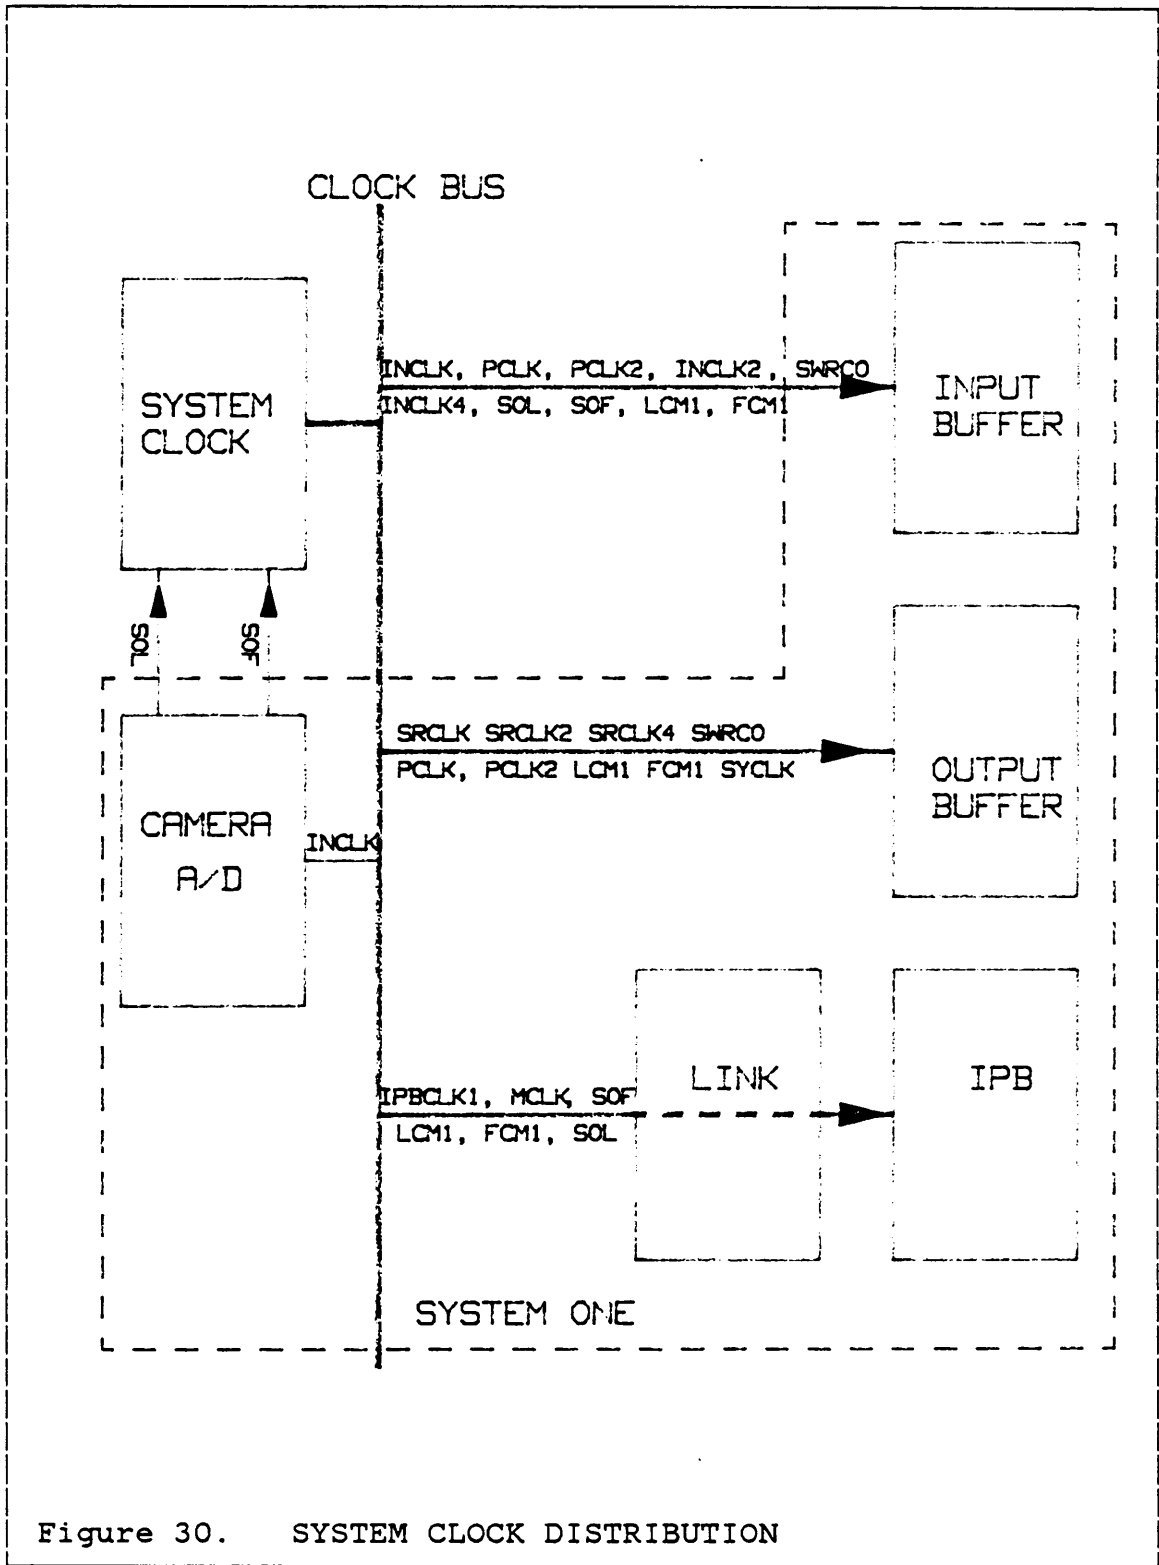 CLOCK BUS
INCLK, PCLK, PCLK2, INCLK2, SWRCO
INCLK4, SOL, SOF, LCM1, FCM1
SYSTEM
CLOCK
INPUT
BUFFER
SOL
SOF
SRCLK SRCLK2 SRCLK4 SWRCO
PCLK, PCLK2 LCM1 FCM1 SYCLK
OUTPUT
BUFFER
CAMERA
A/D
INCLK
LINK
IPB
IPBCLK1, MCLK, SOF
LCM1, FCM1, SOL
SYSTEM ONE
Figure 30. SYSTEM CLOCK DISTRIBUTION